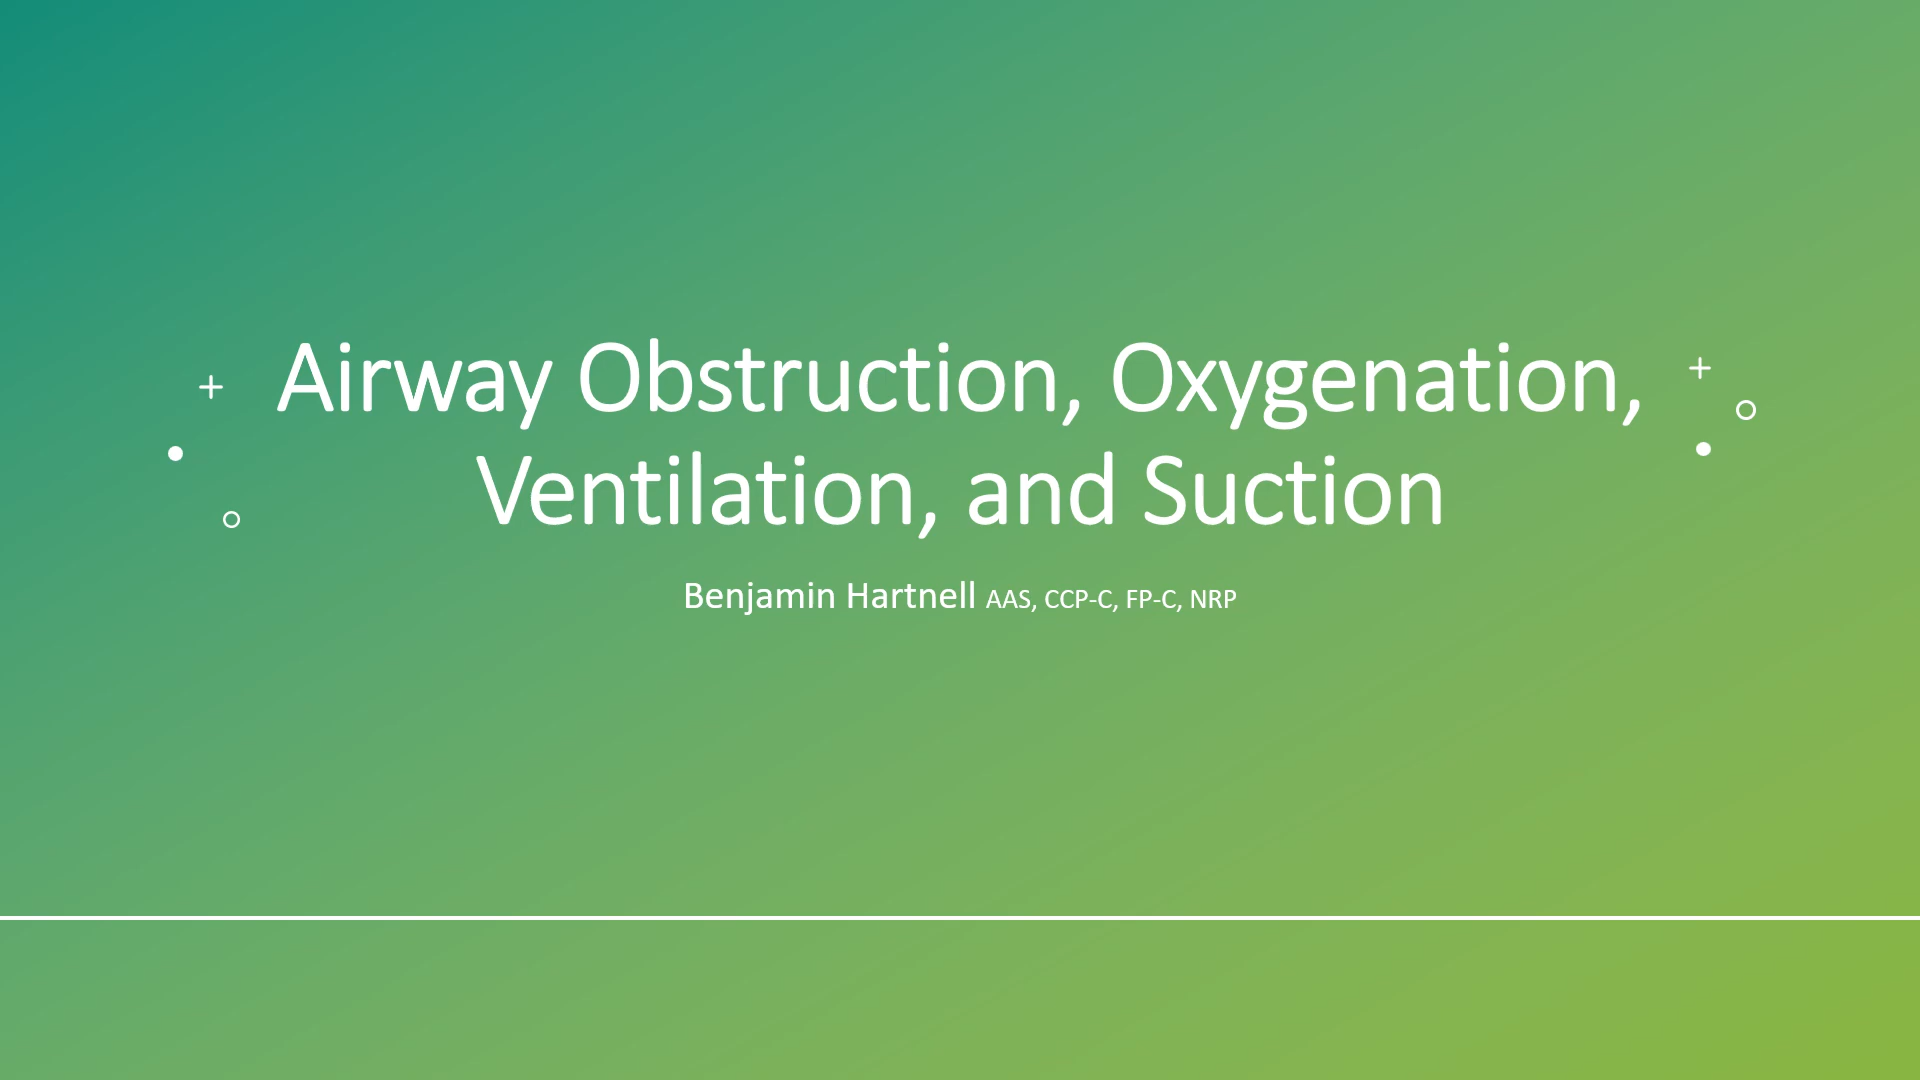 Airway Obstruction, Oxygenation,
Ventilation, and Suction
Benjamin Hartnell AAS, CCP-C, FP-C, NRP